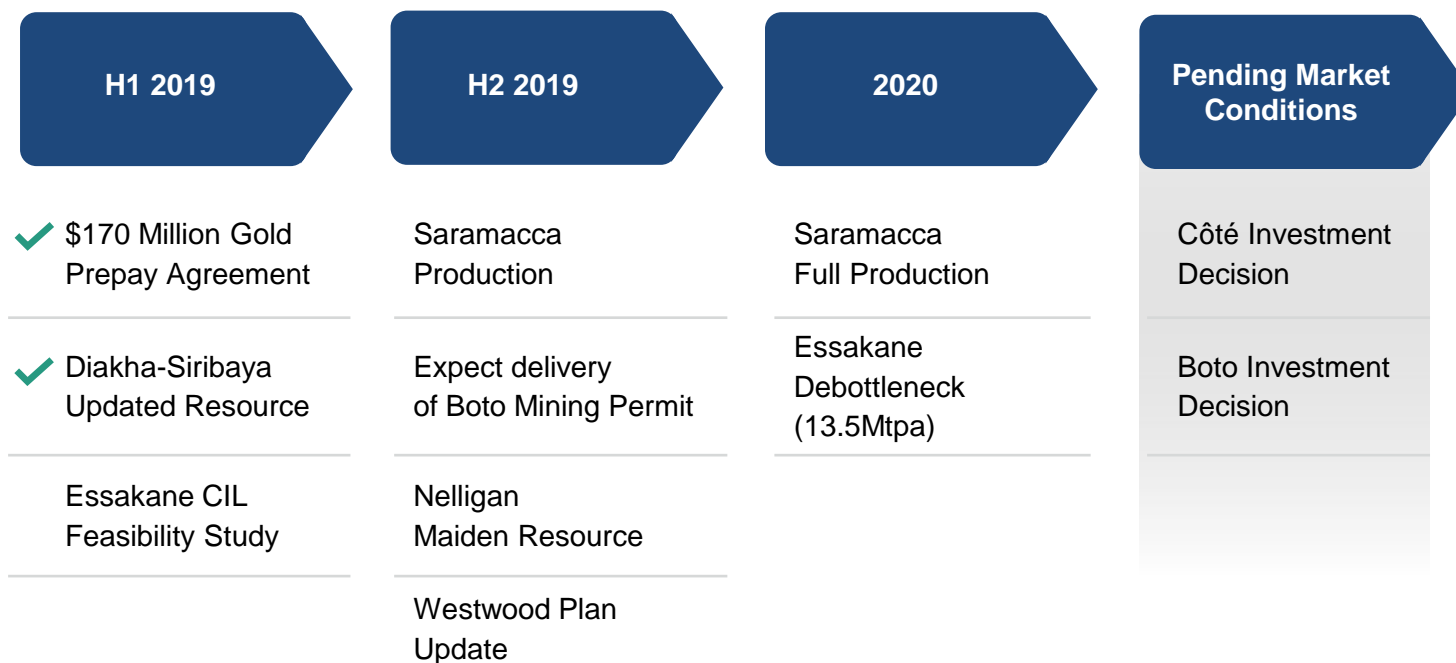 H1 2019
$170 Million Gold
Prepay Agreement
Diakha-Siribaya
Updated Resource
Essakane CIL
Feasibility Study
H2 2019
Saramacca
Production
Expect delivery
of Boto Mining Permit
Nelligan
Maiden Resource
Westwood Plan
Update
2020
Saramacca
Full Production
Essakane
Debottleneck
(13.5Mtpa)
Pending Market
Conditions
Côté Investment
Decision
Boto Investment
Decision